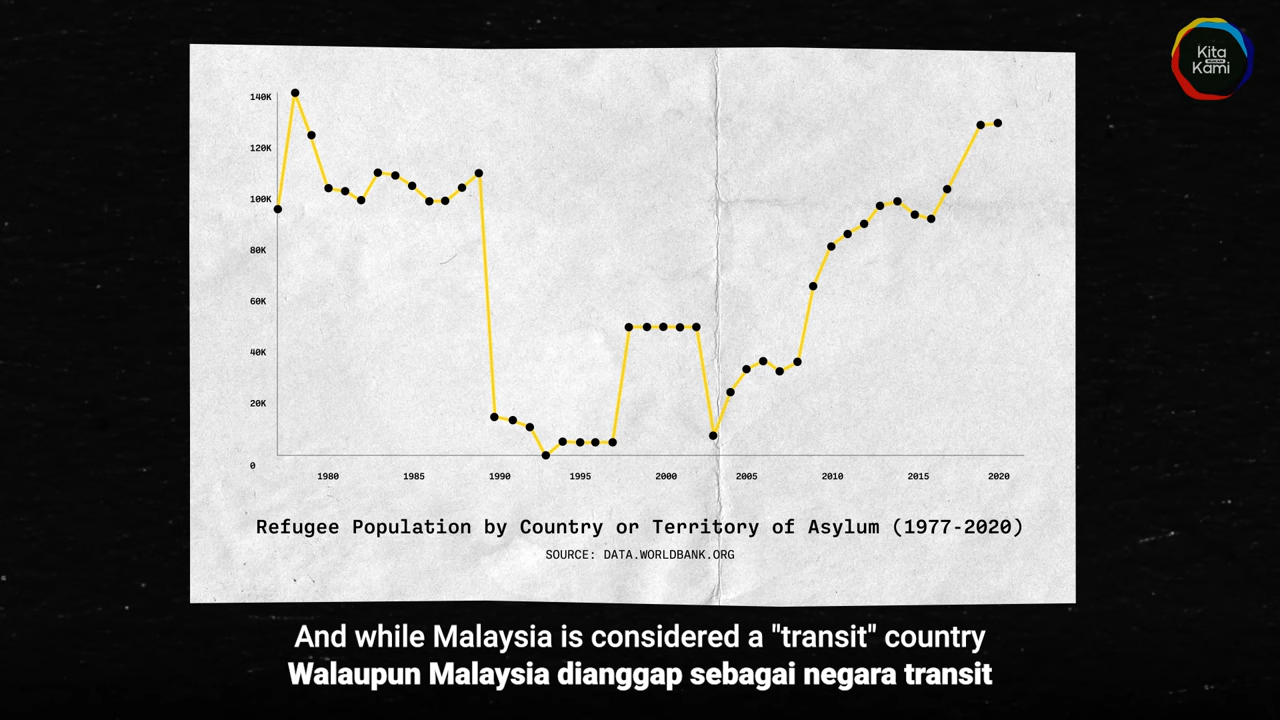 Kita
Kami
140K
120K
100K
80K
60K
40K
20K
0
1980 1985 1990 1995 2000 2005 2010 2015 2020
Refugee Population by Country or Territory of Asylum (1977-2020)
SOURCE: DATA.WORLDBANK.ORG
And while Malaysia is considered a "transit" country
Walaupun Malaysia dianggap sebagai negara transit